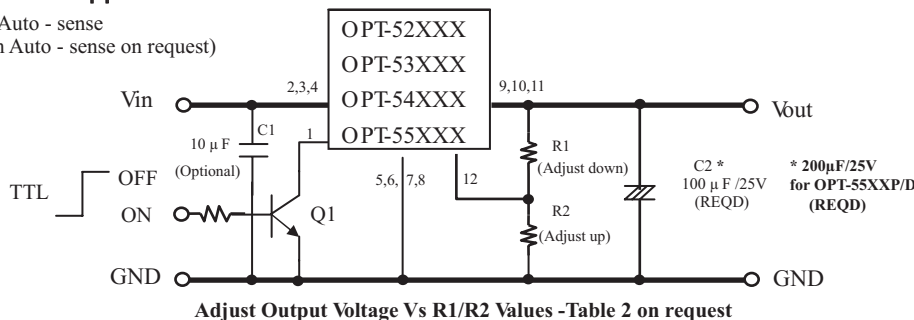 Auto - sense
Auto - sense on request)
OPT-52XXX
OPT-53XXX
OPT-54XXX
OPT-55XXX
2,3,4
9,10,11
Vin
Vout
C1
10 μ F
(Optional)
1
R1
(Adjust down)
C2 *
100 μ F /25V
(REQD)
* 200μF/25V
for OPT-55XXP/D
(REQD)
TTL
OFF
ON
5,6,
7,8
12
Q1
R2
(Adjust up)
GND
GND
Adjust Output Voltage Vs R1/R2 Values -Table 2 on request